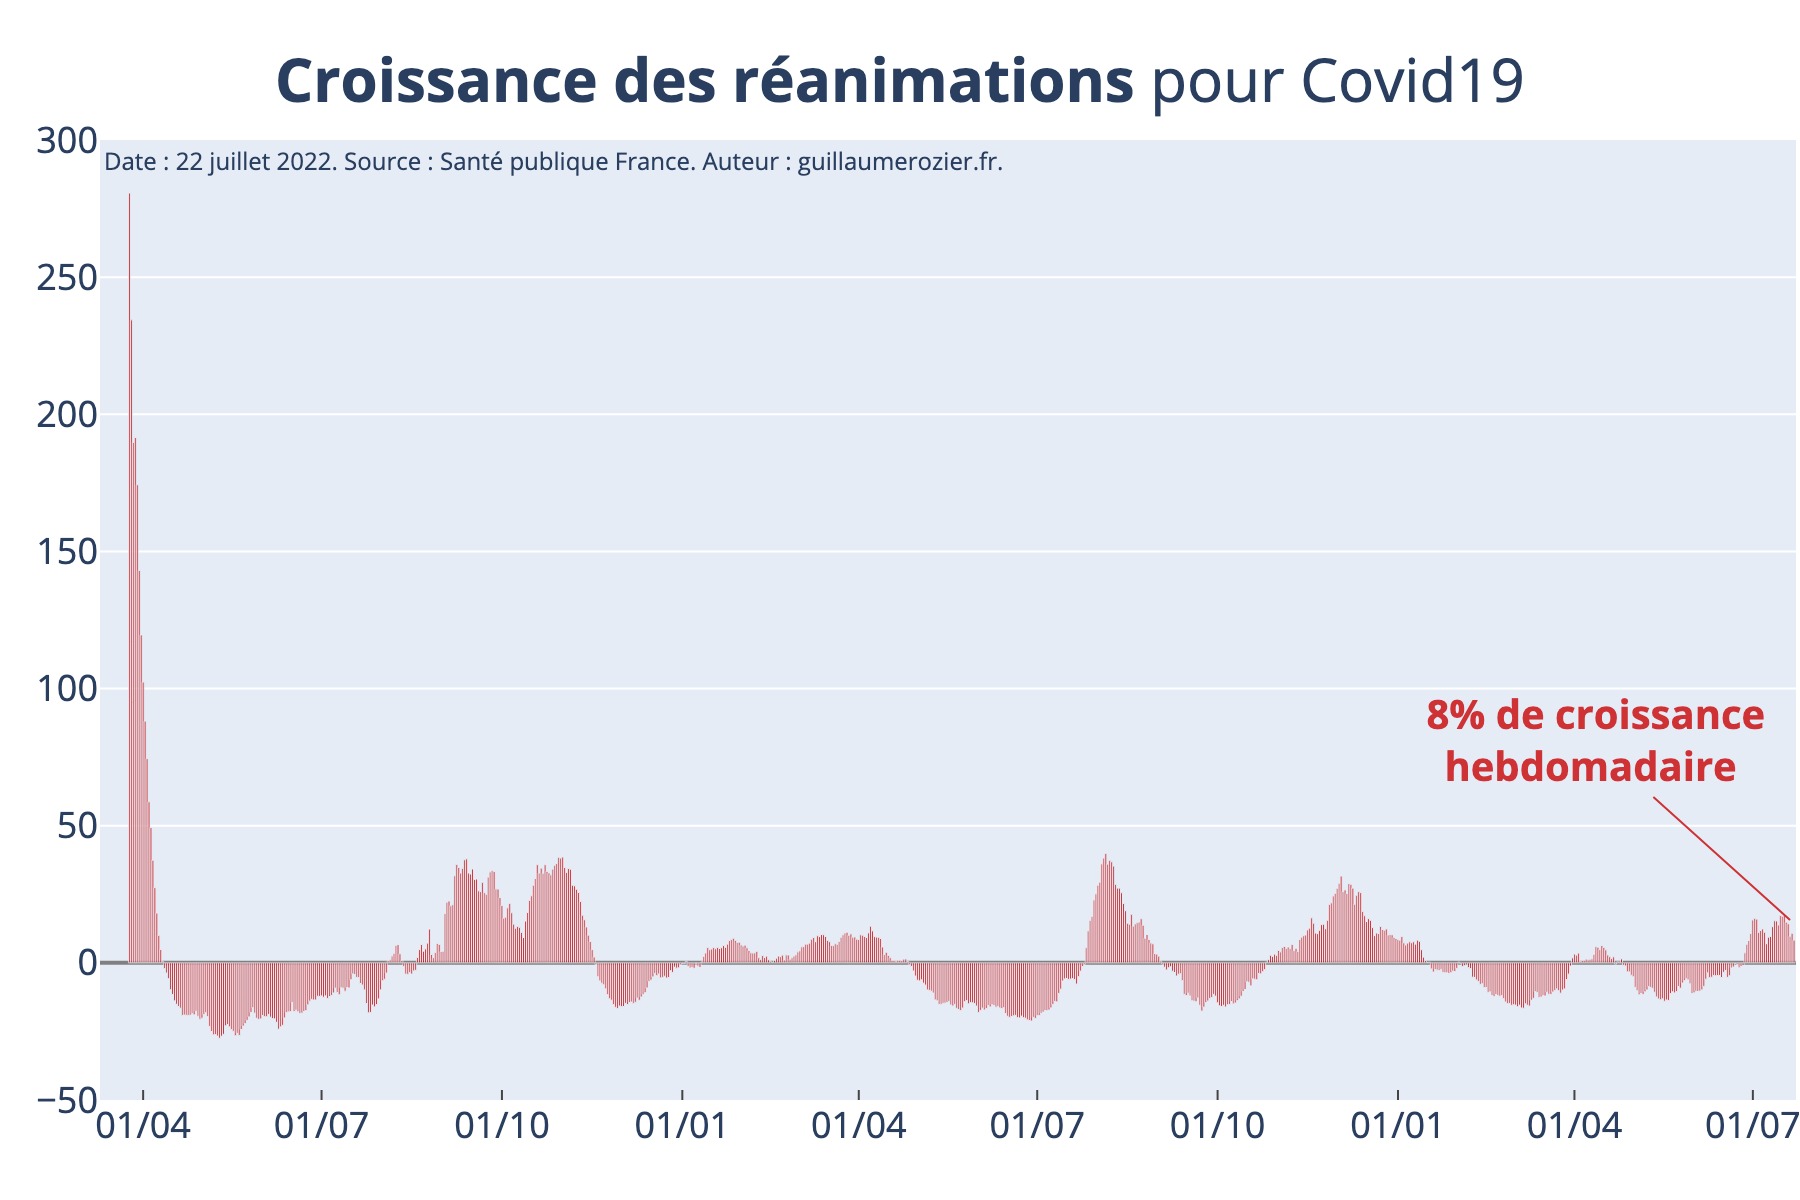 Croissance des réanimations pour Covid19
300
Date : 22 juillet 2022. Source : Santé publique France. Auteur : guillaumerozier.fr.
250
200
150
100
8% de croissance
hebdomadaire
50
0
−50
01/04 01/07 01/10 01/01 01/04 01/07 01/10 01/01 01/04 01/07